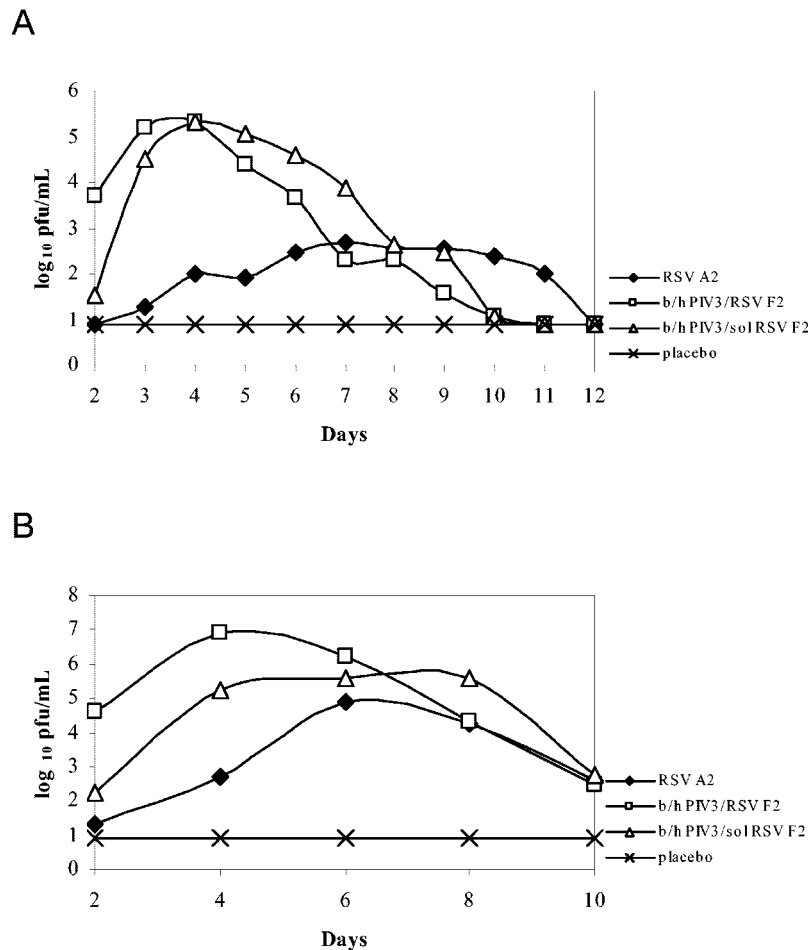 A
log10 pfu/mL
6
5
4
3
2
1
0
2 3 4 5 6 7 8 9 10 11 12
Days
RSV A2
b/h PIV3/RSV F2
b/h PIV3/sol RSV F2
placebo
B
log 10 pfu/mL
8
7
6
5
4
3
2
1
0
2 4 6 8 10
Days
RSV A2
b/h PIV3/RSV F2
b/h PIV3/sol RSV F2
placebo